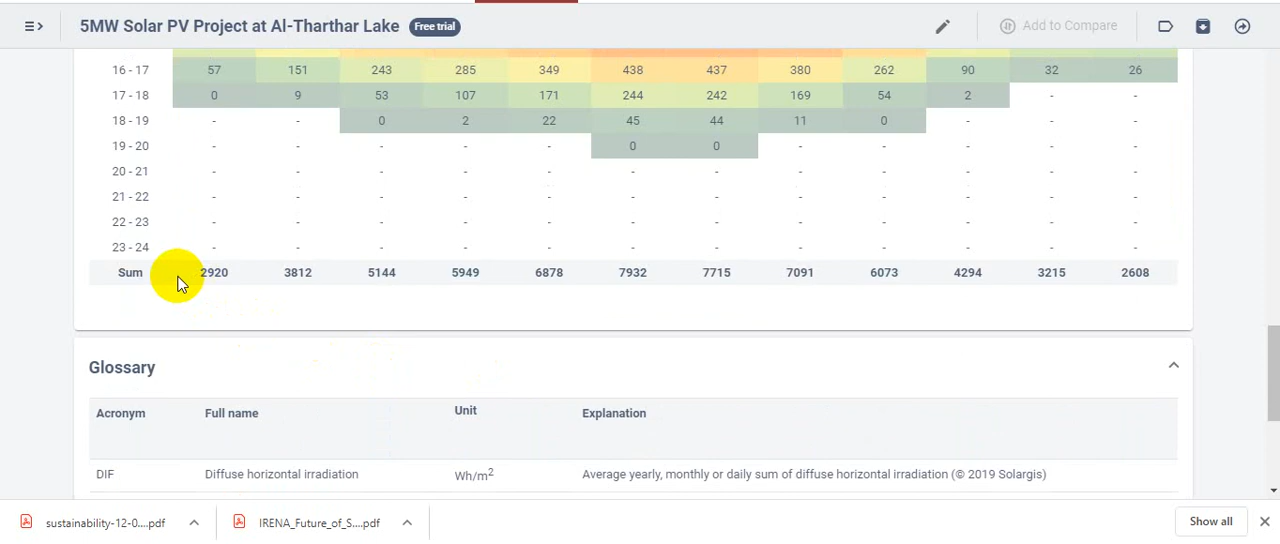 5MW Solar PV Project at Al-Tharthar Lake Free trial Add to Compare
16 - 17 57 151 243 285 349 438 437 380 262 90 32 26
17 - 18 0 9 53 107 171 244 242 169 54 2 - -
18 - 19 - - 0 2 22 45 44 11 0 - - -
19 - 20 - - - - - 0 0 - - - - -
20 - 21 - - - - - - - - - - - -
21 - 22 - - - - - - - - - - - -
22 - 23 - - - - - - - - - - - -
23 - 24 - - - - - - - - - - - -
Sum 2920 3812 5144 5949 6878 7932 7715 7091 6073 4294 3215 2608
Glossary
Acronym Full name Unit Explanation
DIF Diffuse horizontal irradiation Wh/m² Average yearly, monthly or daily sum of diffuse horizontal irradiation (© 2019 Solargis)
sustainability-12-0....pdf IRENA_Future_of_S....pdf Show all